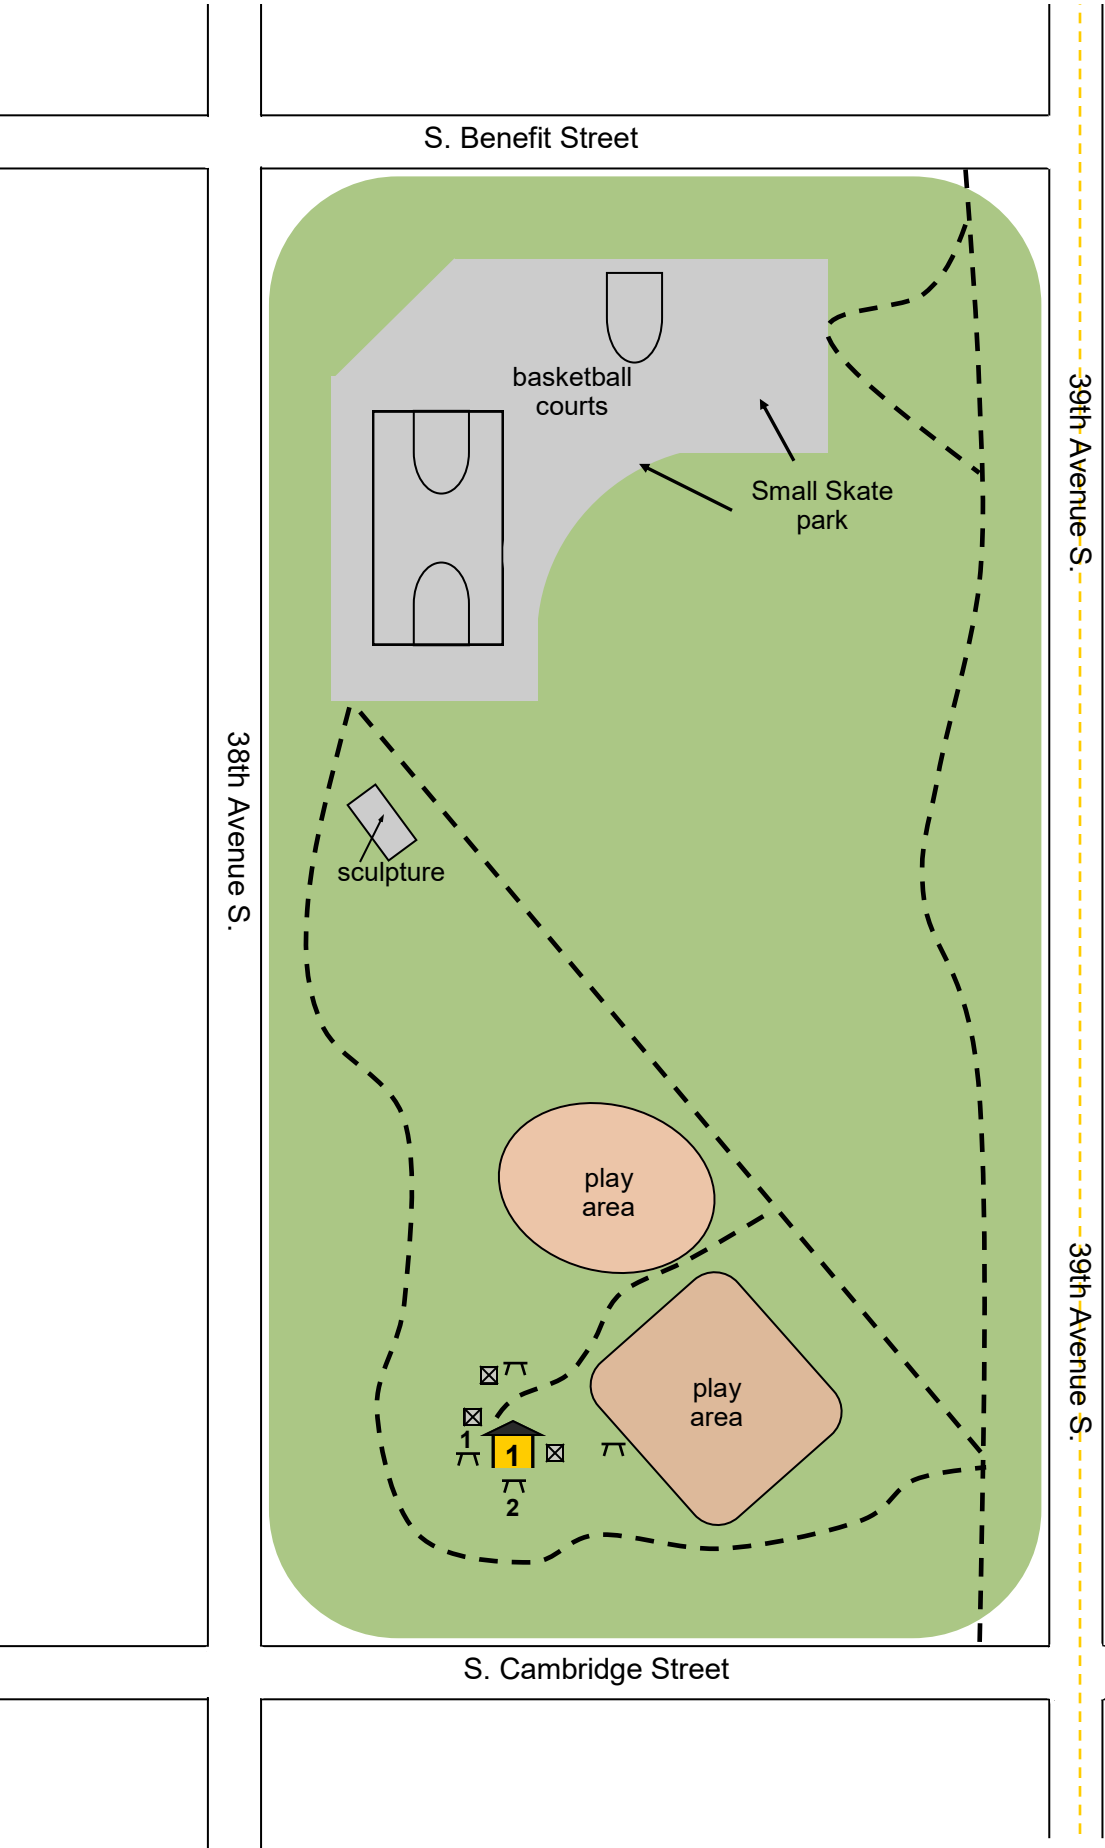 S. Benefit Street
basketball
courts
39th Avenue S.
Small Skate
park
38th Avenue S.
sculpture
play
area
39th Avenue S.
play
area
1
1
2
S. Cambridge Street